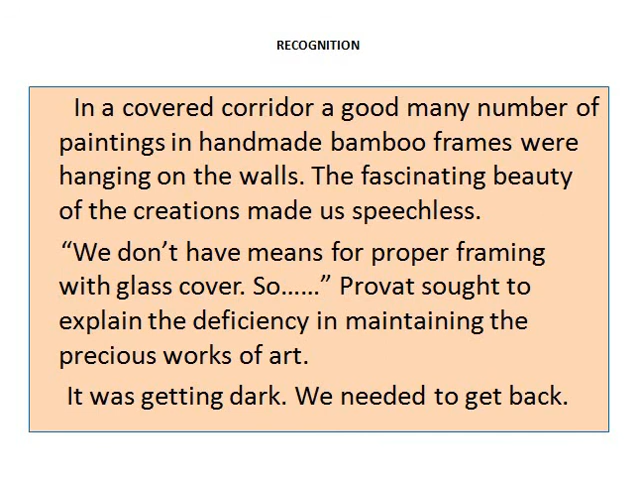 RECOGNITION
In a covered corridor a good many number of
paintings in handmade bamboo frames were
hanging on the walls. The fascinating beauty
of the creations made us speechless.
“We don’t have means for proper framing
with glass cover. So……” Provat sought to
explain the deficiency in maintaining the
precious works of art.
It was getting dark. We needed to get back.